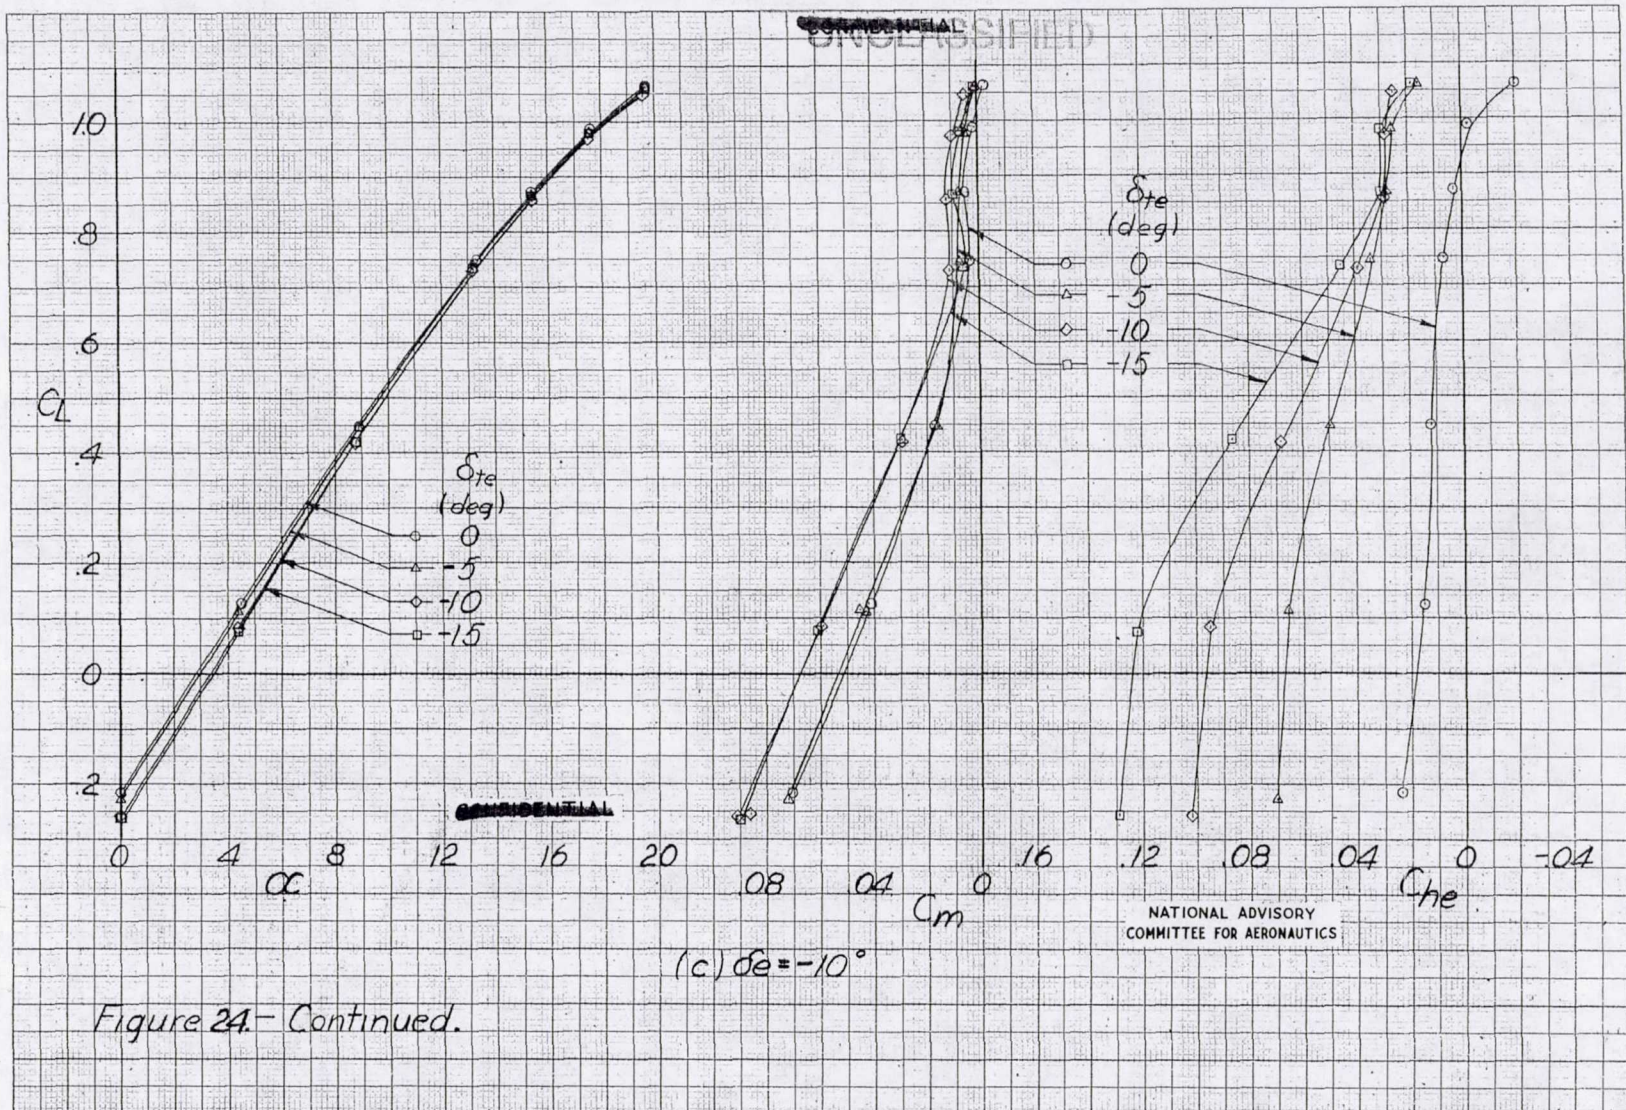 CONFIDENTIAL
UNCLASSIFIED
1.0
.8
.6
C_L
.4
.2
0
.2
δte
(deg)
0
-5
-10
-15
δte
(deg)
0
-5
-10
-15
CONFIDENTIAL
0 4 8 12 16 20
α
.08 .04 0
Cm
.16 .12 .08 .04 0 -.04
Che
NATIONAL ADVISORY
COMMITTEE FOR AERONAUTICS
(c) δe = -10°
Figure 24.- Continued.